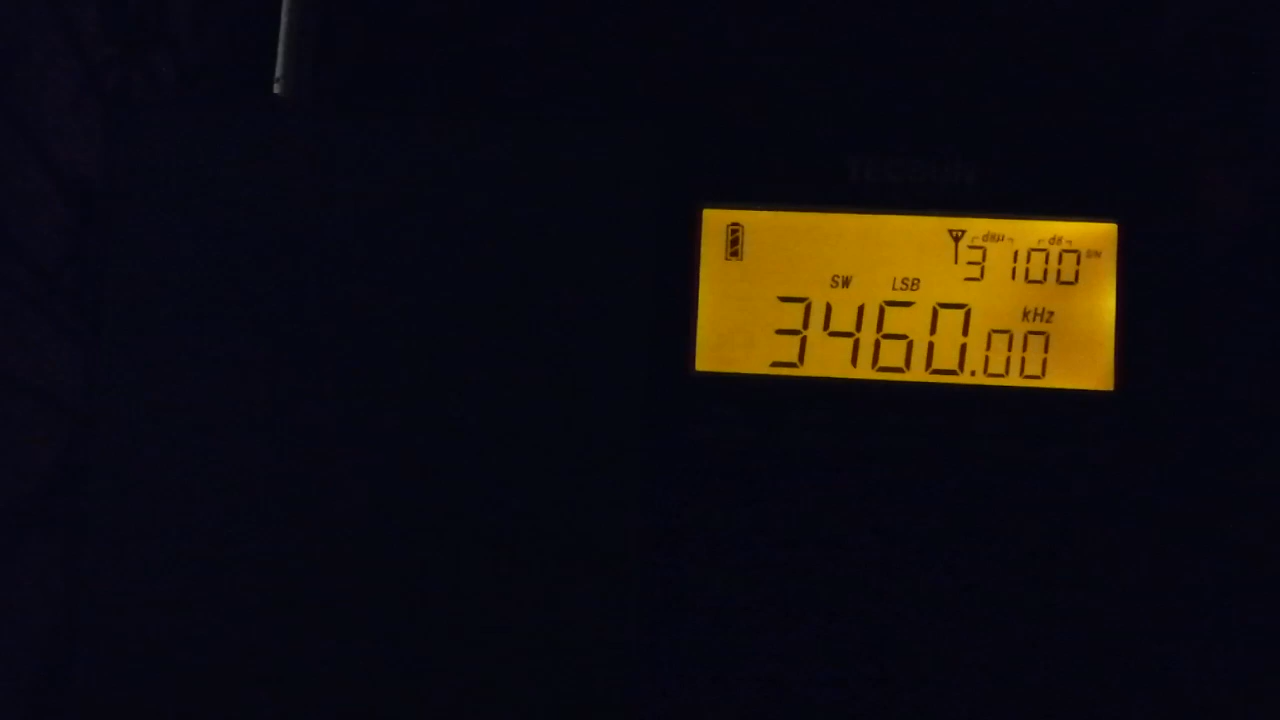 dBμ dB
3 100 S/N
SW LSB
kHz
3460.00